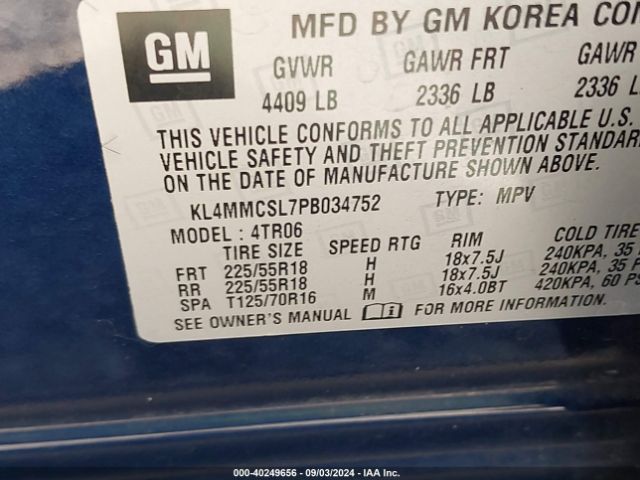 GM
MFD BY GM KOREA CO
GVWR GAWR FRT GAWR
4409 LB 2336 LB 2336
THIS VEHICLE CONFORMS TO ALL APPLICABLE U.S.
VEHICLE SAFETY AND THEFT PREVENTION STANDAR
ON THE DATE OF MANUFACTURE SHOWN ABOVE.
KL4MMCSL7PB034752 TYPE: MPV
MODEL: 4TR06
TIRE SIZE SPEED RTG RIM COLD TIRE
FRT 225/55R18 H 18x7.5J 240KPA, 35
RR 225/55R18 H 18x7.5J 240KPA, 35
SPA T125/70R16 M 16x4.0BT 420KPA, 60
SEE OWNER'S MANUAL FOR MORE INFORMATION.
000-40249656 - 09/03/2024 - IAA Inc.